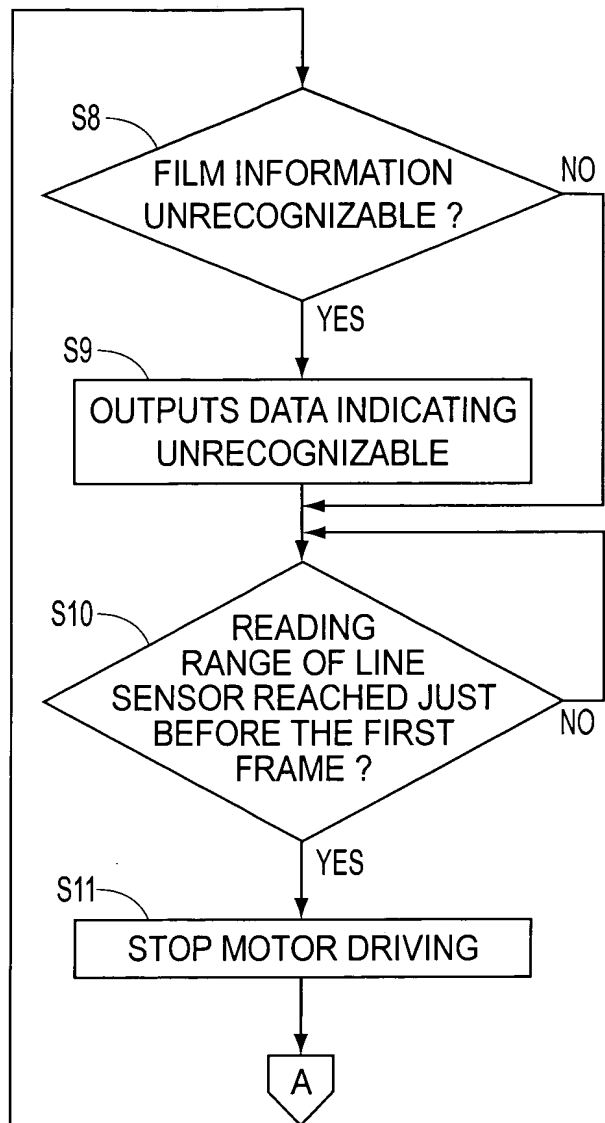 S8
FILM INFORMATION
UNRECOGNIZABLE ?
NO
YES
S9
OUTPUTS DATA INDICATING
UNRECOGNIZABLE
S10
READING
RANGE OF LINE
SENSOR REACHED JUST
BEFORE THE FIRST
FRAME ?
NO
YES
S11
STOP MOTOR DRIVING
A